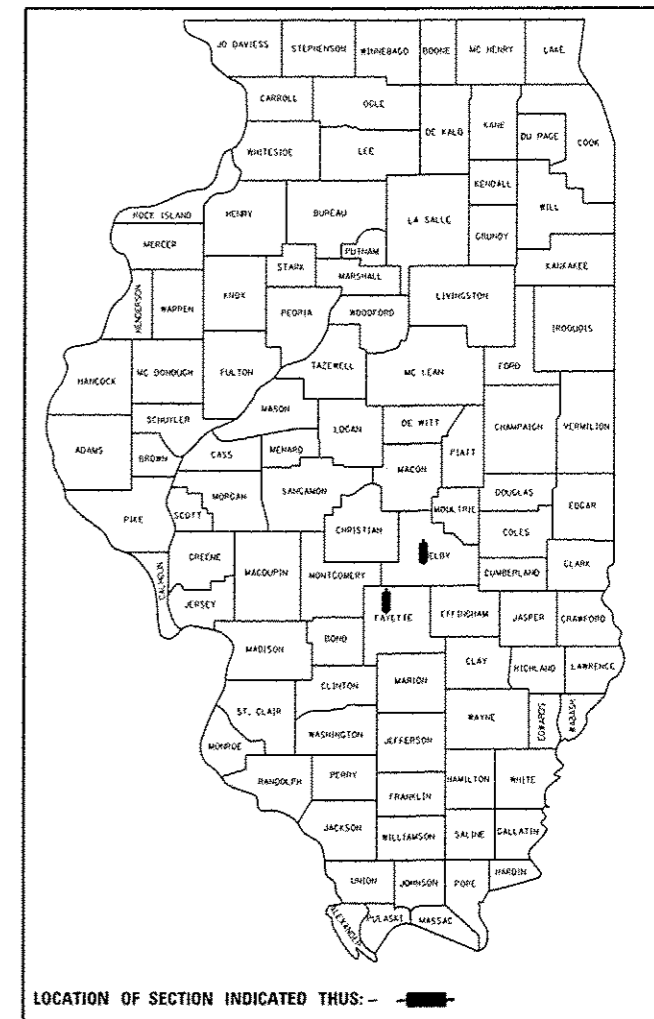 JO DAVIESS STEPHENSON WINNEBAGO BOONE MC HENRY LAKE
CARROLL OGLE DE KALB KANE DU PAGE COOK
WHITESIDE LEE
KENDALL WILL
ROCK ISLAND HENRY BUREAU LA SALLE GRUNDY
MERCER PUTNAM
STARK MARSHALL KANKAKEE
HENDERSON WARREN KNOX PEORIA WOODFORD LIVINGSTON IROQUOIS
HANCOCK MC DONOUGH FULTON TAZEWELL MC LEAN FORD
MASON
SCHUYLER LOGAN DE WITT CHAMPAIGN VERMILION
ADAMS BROWN CASS MENARD PIATT
MACON
MORGAN SANGAMON DOUGLAS EDGAR
PIKE SCOTT CHRISTIAN MOULTRIE COLES
GREENE ELBY CLARK
CALHOUN MACOUPIN MONTGOMERY CUMBERLAND
JERSEY FAYETTE EFFINGHAM JASPER CRAWFORD
BOND
MADISON CLAY RICHLAND LAWRENCE
CLINTON MARION
ST. CLAIR WAYNE EDWARDS WABASH
WASHINGTON JEFFERSON
MONROE
RANDOLPH PERRY HAMILTON WHITE
FRANKLIN
JACKSON WILLIAMSON SALINE GALLATIN
UNION JOHNSON POPE HARDIN
ALEXANDER PULASKI MASSAC
LOCATION OF SECTION INDICATED THUS:-